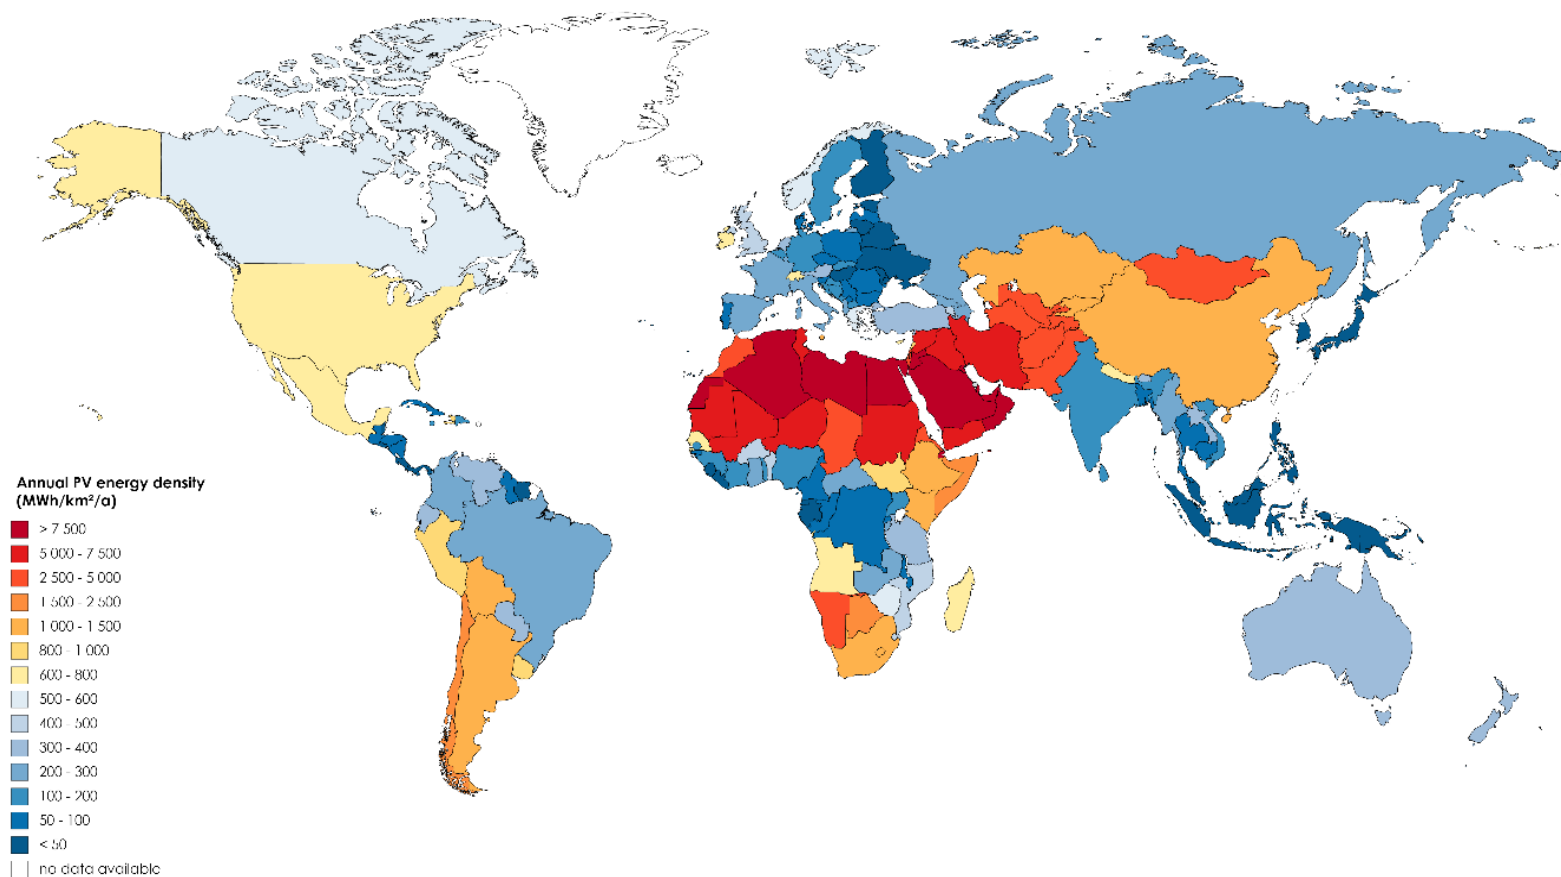 Annual PV energy density
(MWh/km²/a)
> 7 500
5 000 - 7 500
2 500 - 5 000
1 500 - 2 500
1 000 - 1 500
800 - 1 000
600 - 800
500 - 600
400 - 500
300 - 400
200 - 300
100 - 200
50 - 100
< 50
no data available